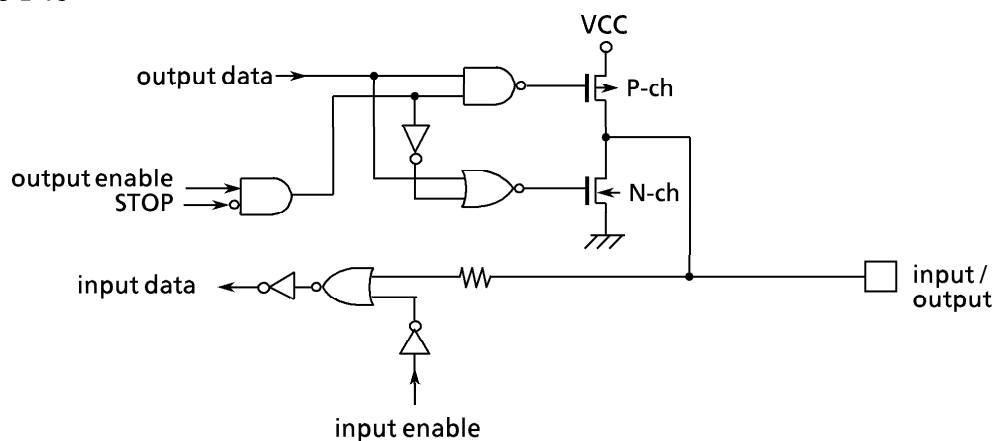 VCC
output data
P-ch
output enable
STOP
N-ch
input data
input /
output
input enable